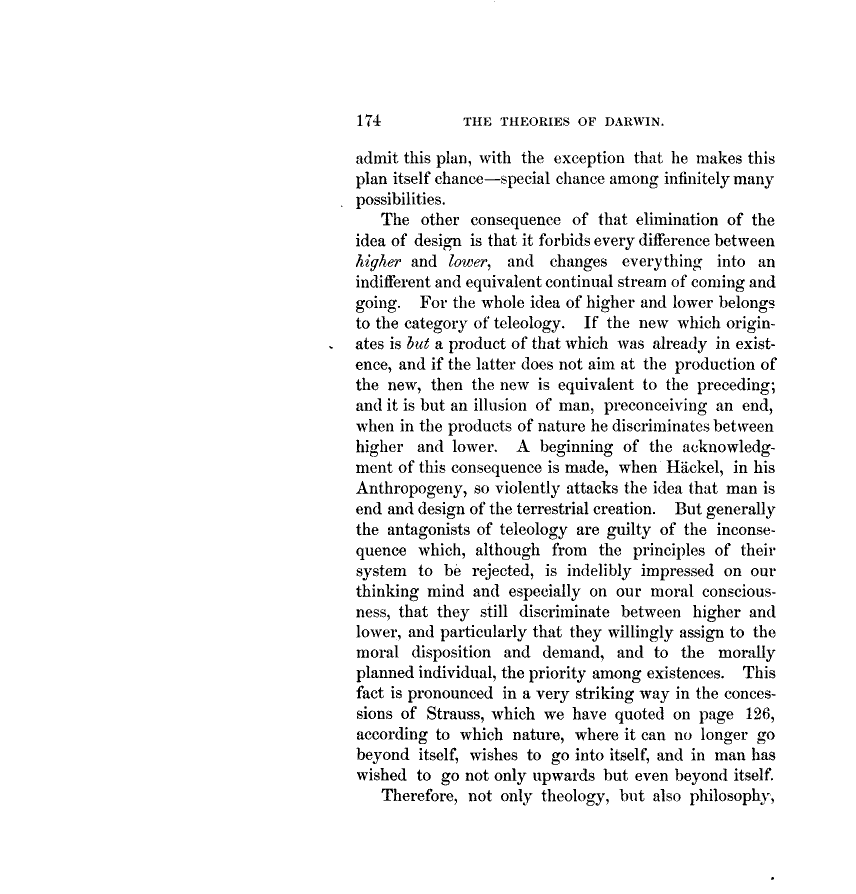 174 THE THEORIES OF DARWIN.
admit this plan, with the exception that he makes this
plan itself chance—special chance among infinitely many
possibilities.
The other consequence of that elimination of the
idea of design is that it forbids every difference between
higher and lower, and changes everything into an
indifferent and equivalent continual stream of coming and
going. For the whole idea of higher and lower belongs
to the category of teleology. If the new which origin-
ates is but a product of that which was already in exist-
ence, and if the latter does not aim at the production of
the new, then the new is equivalent to the preceding;
and it is but an illusion of man, preconceiving an end,
when in the products of nature he discriminates between
higher and lower. A beginning of the acknowledg-
ment of this consequence is made, when Häckel, in his
Anthropogeny, so violently attacks the idea that man is
end and design of the terrestrial creation. But generally
the antagonists of teleology are guilty of the inconse-
quence which, although from the principles of their
system to be rejected, is indelibly impressed on our
thinking mind and especially on our moral conscious-
ness, that they still discriminate between higher and
lower, and particularly that they willingly assign to the
moral disposition and demand, and to the morally
planned individual, the priority among existences. This
fact is pronounced in a very striking way in the conces-
sions of Strauss, which we have quoted on page 126,
according to which nature, where it can no longer go
beyond itself, wishes to go into itself, and in man has
wished to go not only upwards but even beyond itself.
Therefore, not only theology, but also philosophy,